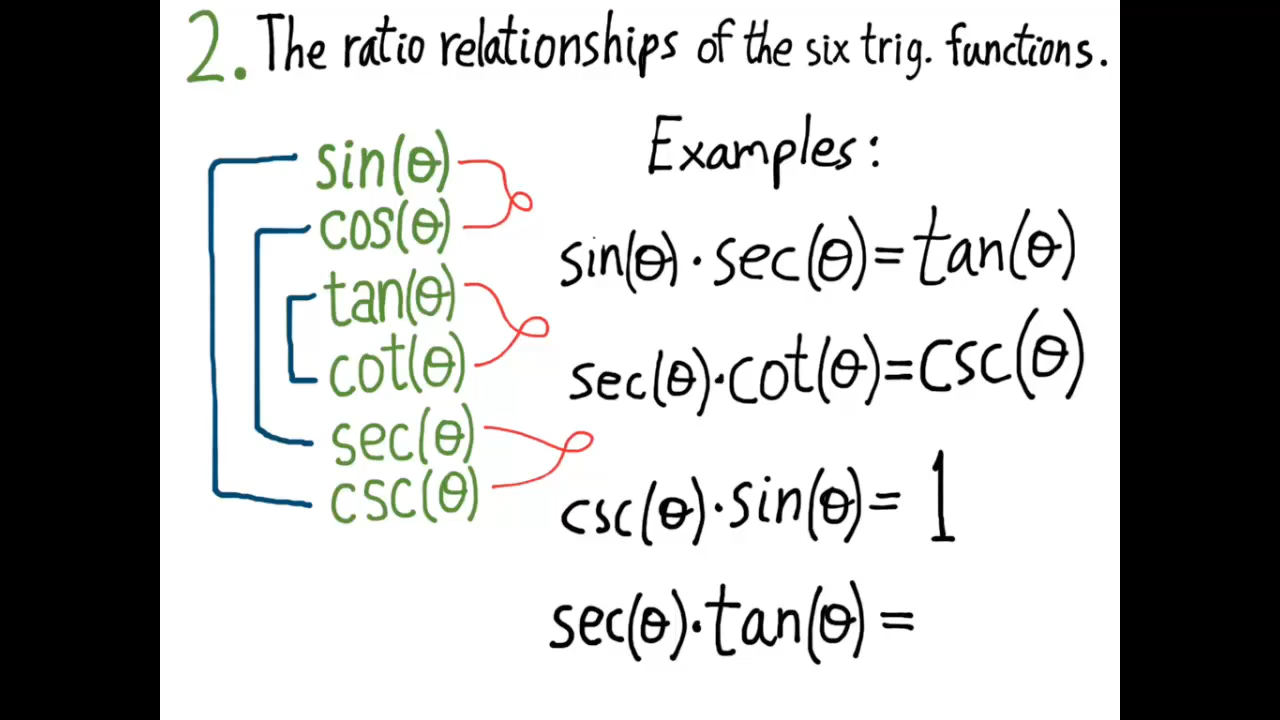 2. The ratio relationships of the six trig. functions.
sin(θ)
cos(θ)
tan(θ)
cot(θ)
sec(θ)
csc(θ)
Examples:
sin(θ)·sec(θ)=tan(θ)
sec(θ)·cot(θ)=csc(θ)
csc(θ)·sin(θ)=1
sec(θ)·tan(θ)=